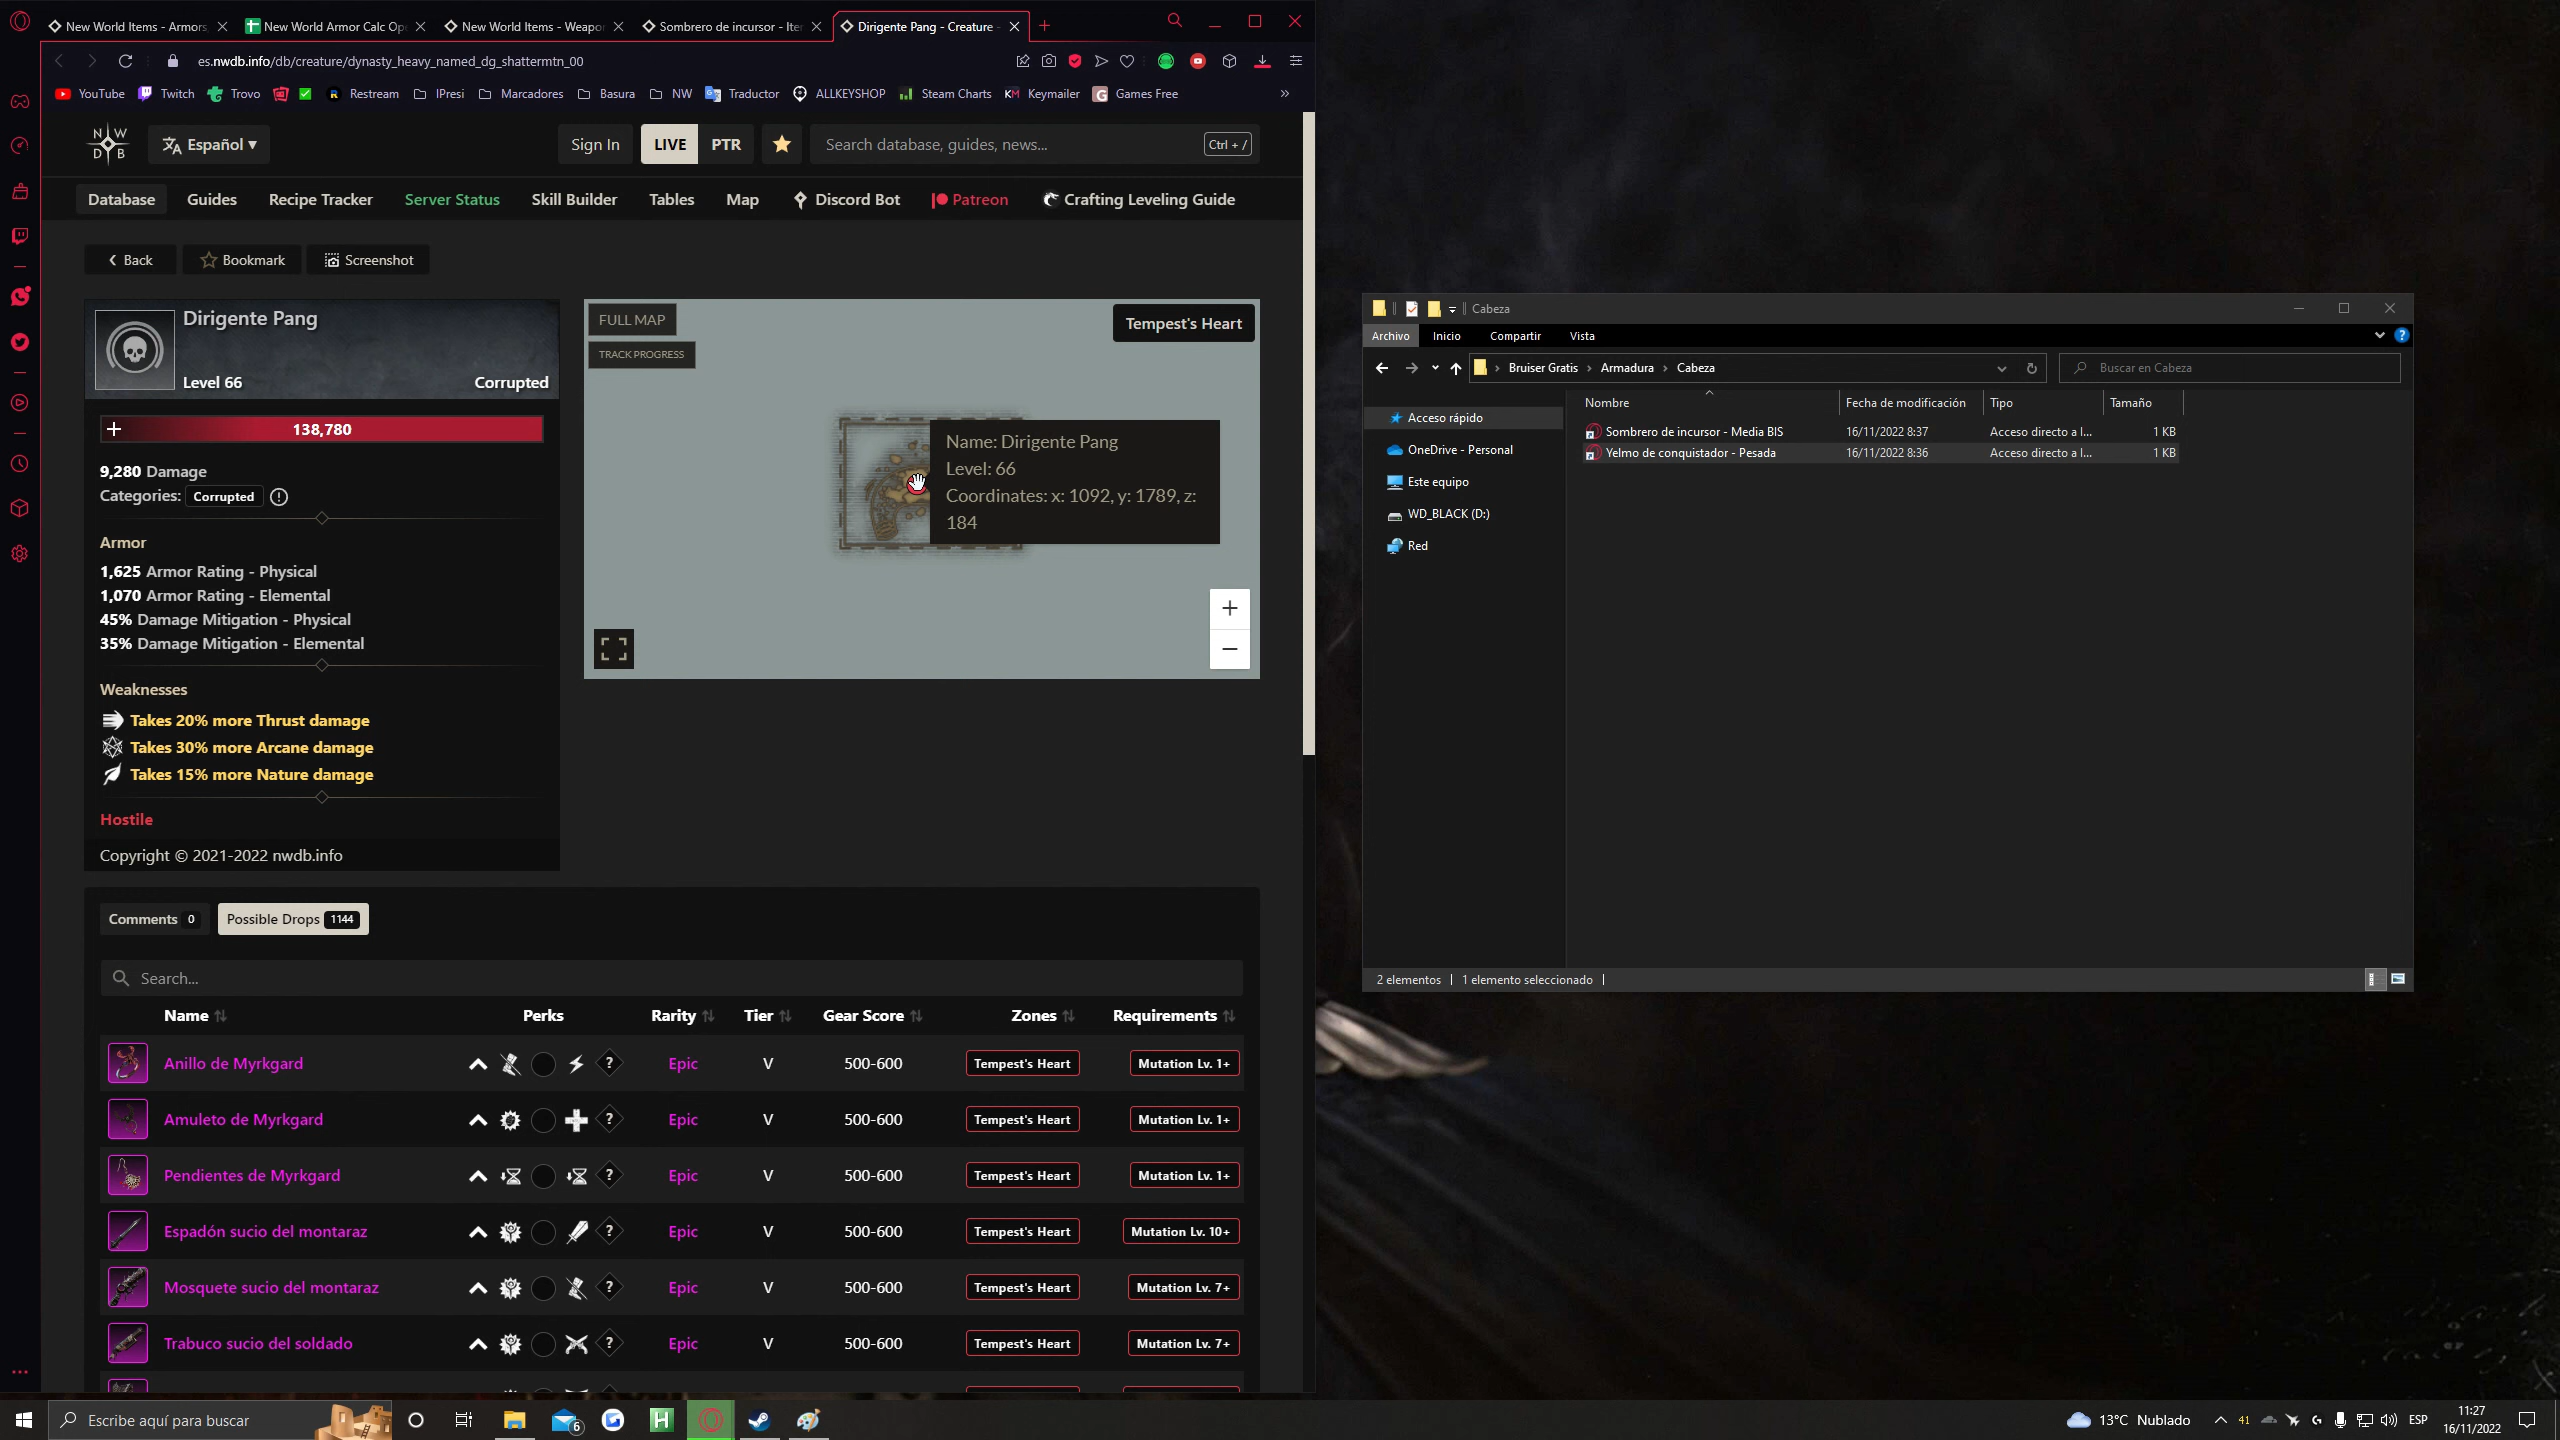 New World Items - Armors,
New World Armor Calc Op
New World Items - Weapo
Sombrero de incursor - Ite
Dirigente Pang - Creature -
es.nwdb.info/db/creature/dynasty_heavy_named_dg_shattermtn_00
YouTube
Twitch
Trovo
Restream
IPresi
Marcadores
Basura
NW
Traductor
ALLKEYSHOP
Steam Charts
KM Keymailer
G Games Free
»
N W
D B
Español ▾
Sign In
LIVE
PTR
Search database, guides, news...
Ctrl + /
Database
Guides
Recipe Tracker
Server Status
Skill Builder
Tables
Map
Discord Bot
Patreon
Crafting Leveling Guide
Back
Bookmark
Screenshot
Dirigente Pang
Level 66
Corrupted
138,780
9,280 Damage
Categories: Corrupted
Armor
1,625 Armor Rating - Physical
1,070 Armor Rating - Elemental
45% Damage Mitigation - Physical
35% Damage Mitigation - Elemental
Weaknesses
Takes 20% more Thrust damage
Takes 30% more Arcane damage
Takes 15% more Nature damage
Hostile
Copyright © 2021-2022 nwdb.info
FULL MAP
TRACK PROGRESS
Tempest's Heart
Name: Dirigente Pang
Level: 66
Coordinates: x: 1092, y: 1789, z:
184
+
−
Comments 0
Possible Drops 1144
Search...
Name Perks Rarity Tier Gear Score Zones Requirements
Anillo de Myrkgard ? Epic V 500-600 Tempest's Heart Mutation Lv. 1+
Amuleto de Myrkgard ? Epic V 500-600 Tempest's Heart Mutation Lv. 1+
Pendientes de Myrkgard ? Epic V 500-600 Tempest's Heart Mutation Lv. 1+
Espadón sucio del montaraz ? Epic V 500-600 Tempest's Heart Mutation Lv. 10+
Mosquete sucio del montaraz ? Epic V 500-600 Tempest's Heart Mutation Lv. 7+
Trabuco sucio del soldado ? Epic V 500-600 Tempest's Heart Mutation Lv. 7+
Cabeza
Archivo
Inicio
Compartir
Vista
Bruiser Gratis › Armadura › Cabeza
Buscar en Cabeza
Acceso rápido
OneDrive - Personal
Este equipo
WD_BLACK (D:)
Red
Nombre Fecha de modificación Tipo Tamaño
Sombrero de incursor - Media BIS 16/11/2022 8:37 Acceso directo a I... 1 KB
Yelmo de conquistador - Pesada 16/11/2022 8:36 Acceso directo a I... 1 KB
2 elementos
1 elemento seleccionado
Escribe aquí para buscar
6
H
13°C Nublado
41
ESP
11:27
16/11/2022